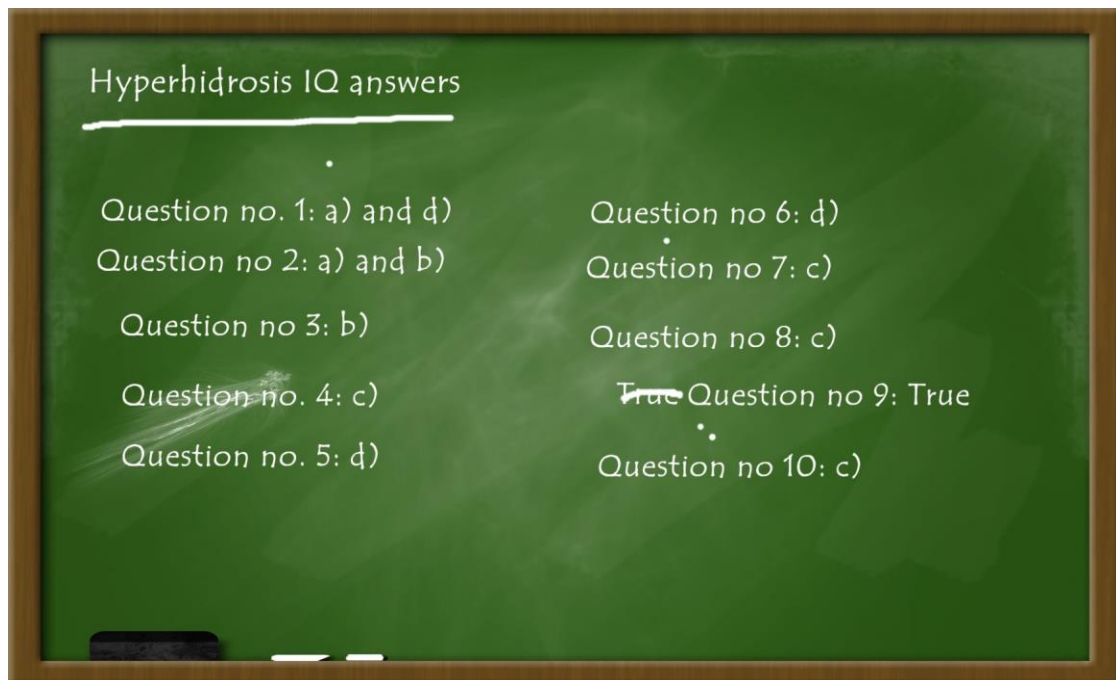 Hyperhidrosis IQ answers
Question no. 1: a) and d)
Question no 2: a) and b)
Question no 3: b)
Question no. 4: c)
Question no. 5: d)
Question no 6: d)
Question no 7: c)
Question no 8: c)
True Question no 9: True
Question no 10: c)